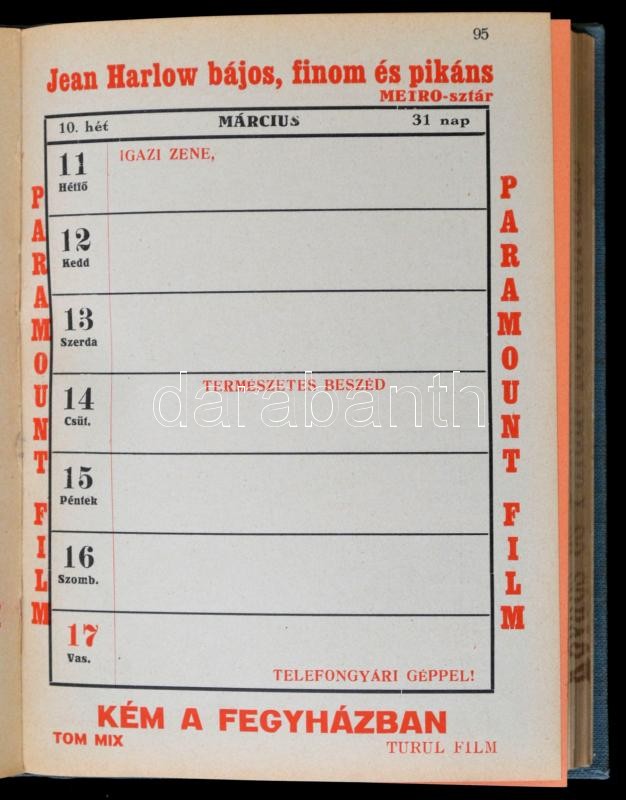 95
Jean Harlow bájos, finom és pikáns
METRO-sztár
10. hét MÁRCIUS 31 nap
PARAMOUNT FILM
11 IGAZI ZENE,
Hétfő
12
Kedd
13
Szerda
TERMÉSZETES BESZÉD
14
Csüt.
15
Péntek
16
Szomb.
17
Vas.
TELEFONGYÁRI GÉPPEL!
PARAMOUNT FILM
KÉM A FEGYHÁZBAN
TOM MIX TURUL FILM
darabanth